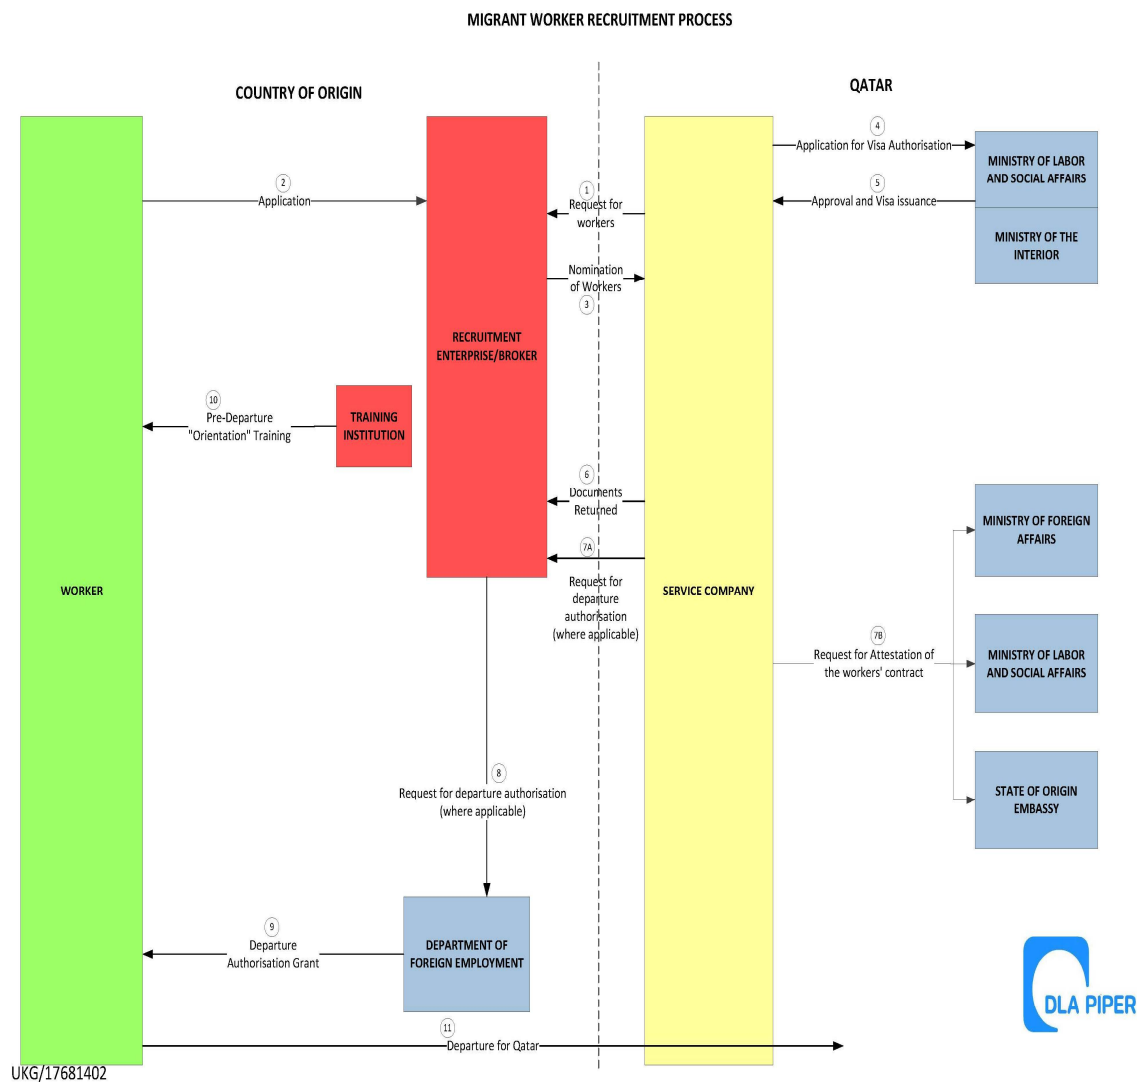 MIGRANT WORKER RECRUITMENT PROCESS
COUNTRY OF ORIGIN
QATAR
4
Application for Visa Authorisation
MINISTRY OF LABOR
AND SOCIAL AFFAIRS
2
Application
1
Request for
workers
5
Approval and Visa issuance
MINISTRY OF THE
INTERIOR
Nomination
of Workers
3
RECRUITMENT
ENTERPRISE/BROKER
10
Pre-Departure
"Orientation" Training
TRAINING
INSTITUTION
6
Documents
Returned
7A
Request for
departure
authorisation
(where applicable)
MINISTRY OF FOREIGN
AFFAIRS
WORKER
SERVICE COMPANY
7B
Request for Attestation of
the workers' contract
MINISTRY OF LABOR
AND SOCIAL AFFAIRS
8
Request for departure authorisation
(where applicable)
STATE OF ORIGIN
EMBASSY
9
Departure
Authorisation Grant
DEPARTMENT OF
FOREIGN EMPLOYMENT
DLA PIPER
11
Departure for Qatar
UKG/17681402